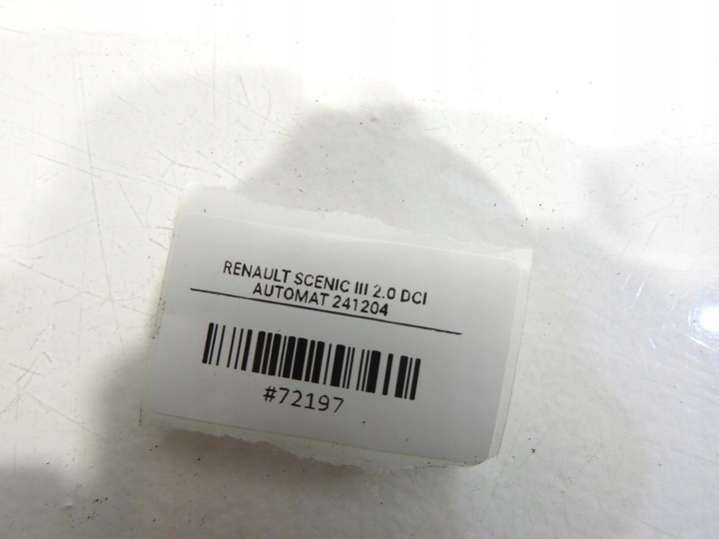 RENAULT SCENIC III 2.0 DCI
AUTOMAT 241204
#72197